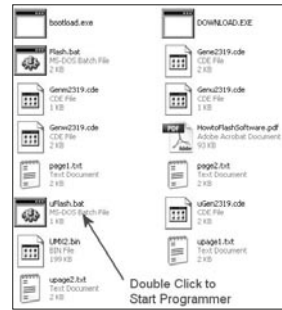 bootload.exe
DOWNLOAD.EXE
Flash.bat
MS-DOS Batch File
2 KB
Gene2319.cde
CDE File
2 KB
Genm2319.cde
CDE File
1 KB
Genu2319.cde
CDE File
1 KB
Genw2319.cde
CDE File
2 KB
HowtoFlashSoftware.pdf
Adobe Acrobat Document
93 KB
page1.txt
Text Document
2 KB
page2.txt
Text Document
2 KB
uFlash.bat
MS-DOS Batch File
1 KB
uGen2319.cde
CDE File
2 KB
UMX2.bin
BIN File
199 KB
upage1.txt
Text Document
2 KB
upage2.txt
Text Document
2 KB
Double Click to
Start Programmer